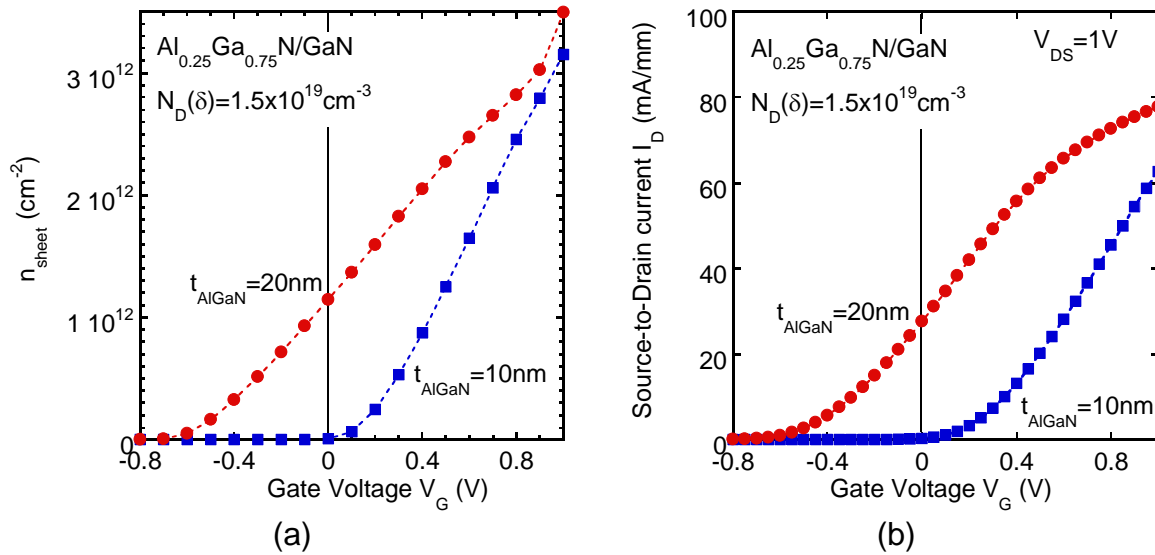 Al0.25Ga0.75N/GaN
ND(δ)=1.5x10^19cm^-3
nsheet (cm^-2)
3 10^12
2 10^12
1 10^12
0
tAlGaN=20nm
tAlGaN=10nm
-0.8 -0.4 0 0.4 0.8
Gate Voltage VG (V)
(a)
Al0.25Ga0.75N/GaN
VDS=1V
ND(δ)=1.5x10^19cm^-3
Source-to-Drain current ID (mA/mm)
100
80
60
40
20
0
tAlGaN=20nm
tAlGaN=10nm
-0.8 -0.4 0 0.4 0.8
Gate Voltage VG (V)
(b)